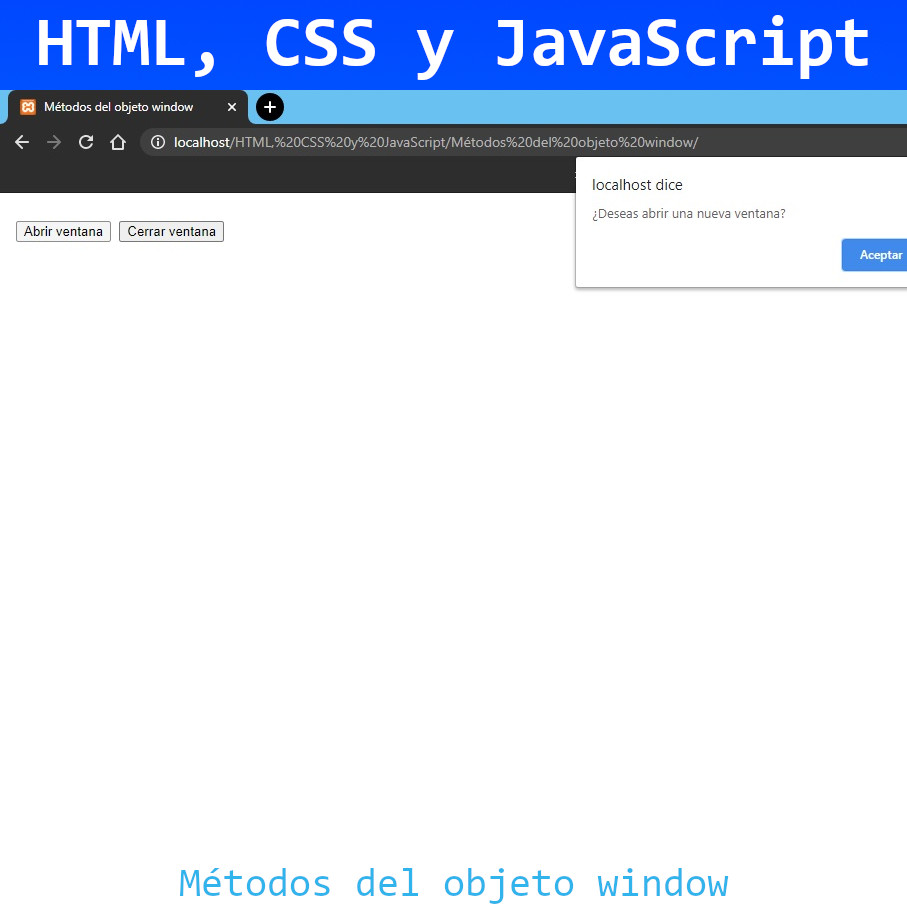 HTML, CSS y JavaScript
Métodos del objeto window
localhost/HTML,%20CSS%20y%20JavaScript/Métodos%20del%20objeto%20window/
localhost dice
¿Deseas abrir una nueva ventana?
Aceptar
Abrir ventana Cerrar ventana
Métodos del objeto window